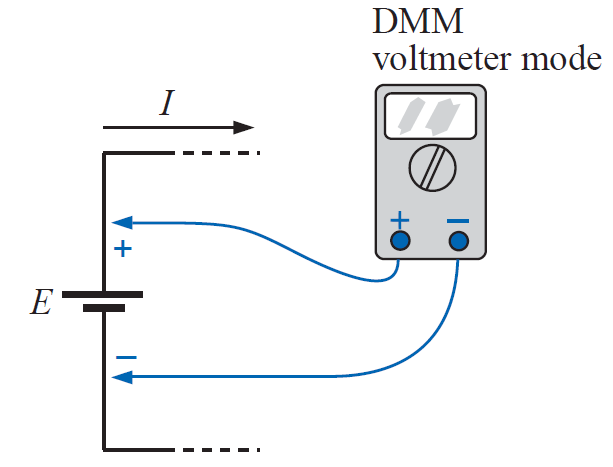 DMM
voltmeter mode
I
+ −
+
E
−